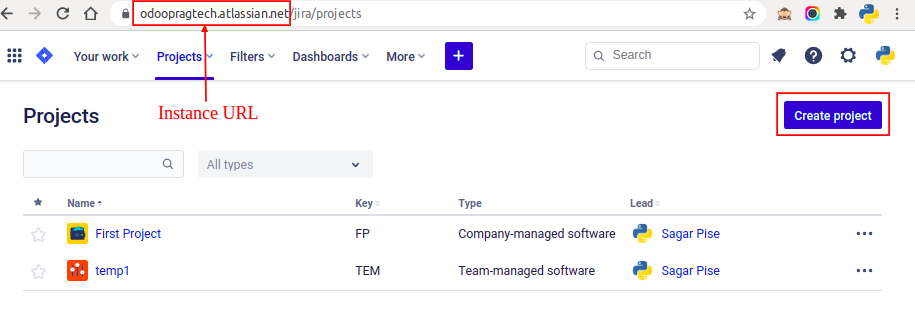 odoopragtech.atlassian.net/jira/projects
Your work Projects Filters Dashboards More + Search ?
Instance URL
Projects
Create project
All types
Name Key Type Lead
First Project FP Company-managed software Sagar Pise
temp1 TEM Team-managed software Sagar Pise